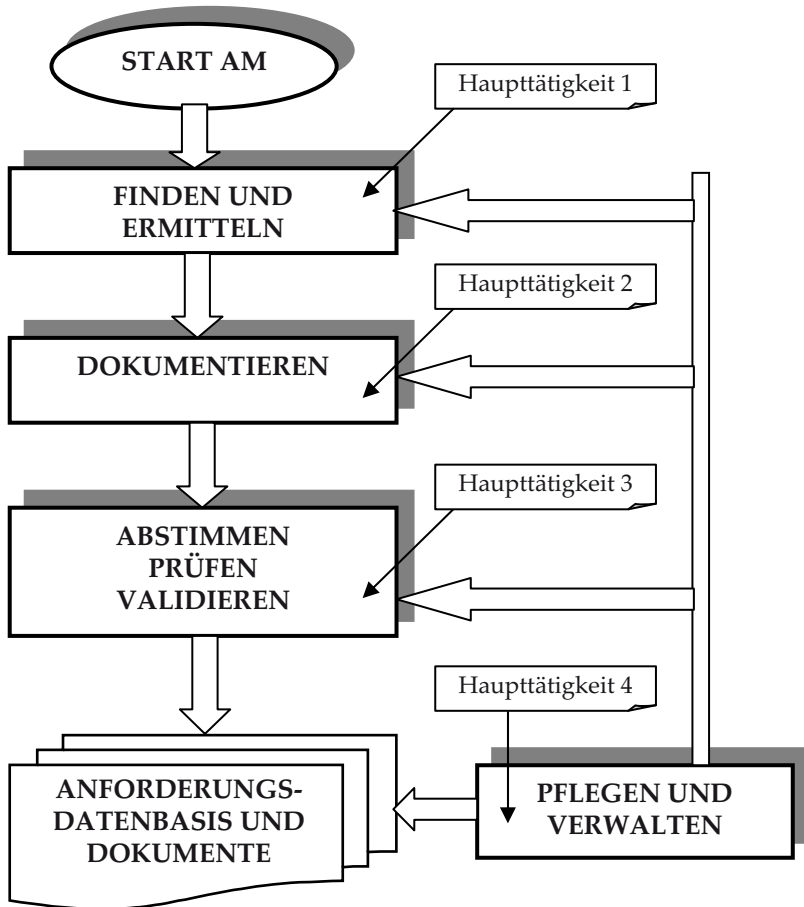 START AM
Haupttätigkeit 1
FINDEN UND
ERMITTELN
Haupttätigkeit 2
DOKUMENTIEREN
Haupttätigkeit 3
ABSTIMMEN
PRÜFEN
VALIDIEREN
Haupttätigkeit 4
ANFORDERUNGS-
DATENBASIS UND
DOKUMENTE
PFLEGEN UND
VERWALTEN